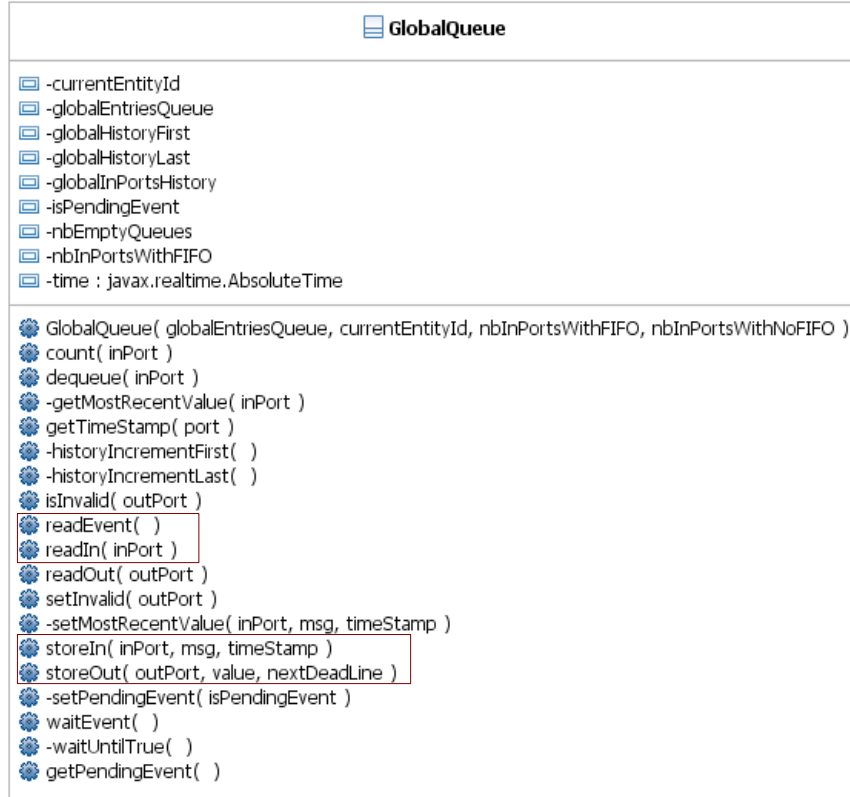 GlobalQueue
-currentEntityId
-globalEntriesQueue
-globalHistoryFirst
-globalHistoryLast
-globalInPortsHistory
-isPendingEvent
-nbEmptyQueues
-nbInPortsWithFIFO
-time : javax.realtime.AbsoluteTime
GlobalQueue( globalEntriesQueue, currentEntityId, nbInPortsWithFIFO, nbInPortsWithNoFIFO )
count( inPort )
dequeue( inPort )
-getMostRecentValue( inPort )
getTimeStamp( port )
-historyIncrementFirst( )
-historyIncrementLast( )
isInvalid( outPort )
readEvent( )
readIn( inPort )
readOut( outPort )
setInvalid( outPort )
-setMostRecentValue( inPort, msg, timeStamp )
storeIn( inPort, msg, timeStamp )
storeOut( outPort, value, nextDeadLine )
-setPendingEvent( isPendingEvent )
waitEvent( )
-waitUntilTrue( )
getPendingEvent( )